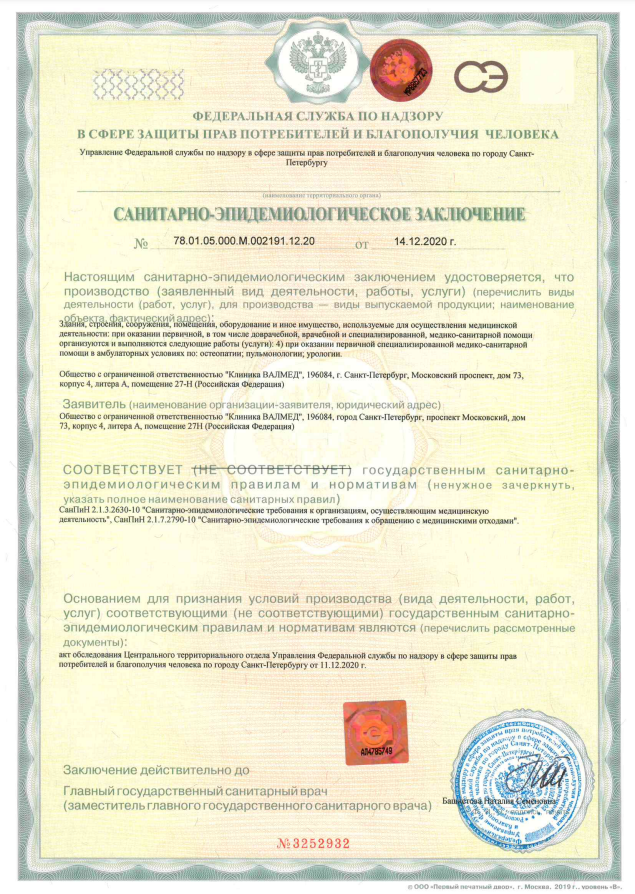 СЭ
ФЕДЕРАЛЬНАЯ СЛУЖБА ПО НАДЗОРУ
В СФЕРЕ ЗАЩИТЫ ПРАВ ПОТРЕБИТЕЛЕЙ И БЛАГОПОЛУЧИЯ ЧЕЛОВЕКА
Управление Федеральной службы по надзору в сфере защиты прав потребителей и благополучия человека по городу Санкт-
Петербургу
(наименование территориального органа)
САНИТАРНО-ЭПИДЕМИОЛОГИЧЕСКОЕ ЗАКЛЮЧЕНИЕ
№ 78.01.05.000.М.002191.12.20 от 14.12.2020 г.
Настоящим санитарно-эпидемиологическим заключением удостоверяется, что
производство (заявленный вид деятельности, работы, услуги) (перечислить виды
деятельности (работ, услуг), для производства — виды выпускаемой продукции; наименование
объекта, фактический адрес):
Здания, строения, сооружения, помещения, оборудование и иное имущество, используемые для осуществления медицинской
деятельности: при оказании первичной, в том числе доврачебной, врачебной и специализированной, медико-санитарной помощи
организуются и выполняются следующие работы (услуги): 4) при оказании первичной специализированной медико-санитарной
помощи в амбулаторных условиях по: остеопатии; пульмонологии; урологии.
Общество с ограниченной ответственностью "Клиника ВАЛМЕД", 196084, г. Санкт-Петербург, Московский проспект, дом 73,
корпус 4, литера А, помещение 27-Н (Российская Федерация)
Заявитель (наименование организации-заявителя, юридический адрес)
Общество с ограниченной ответственностью "Клиника ВАЛМЕД", 196084, город Санкт-Петербург, проспект Московский, дом
73, корпус 4, литера А, помещение 27Н (Российская Федерация)
СООТВЕТСТВУЕТ (НЕ СООТВЕТСТВУЕТ) государственным санитарно-
эпидемиологическим правилам и нормативам (ненужное зачеркнуть,
указать полное наименование санитарных правил)
СанПиН 2.1.3.2630-10 "Санитарно-эпидемиологические требования к организациям, осуществляющим медицинскую
деятельность", СанПиН 2.1.7.2790-10 "Санитарно-эпидемиологические требования к обращению с медицинскими отходами".
Основанием для признания условий производства (вида деятельности, работ,
услуг) соответствующими (не соответствующими) государственным санитарно-
эпидемиологическим правилам и нормативам являются (перечислить рассмотренные
документы):
акт обследования Центрального территориального отдела Управления Федеральной службы по надзору в сфере защиты прав
потребителей и благополучия человека по городу Санкт-Петербургу от 11.12.2020 г.
А04785749
Заключение действительно до
Главный государственный санитарный врач
(заместитель главного государственного санитарного врача)
Наталия Семеновна
№3252932
© ООО «Первый печатный двор», г. Москва, 2019 г., уровень «В».